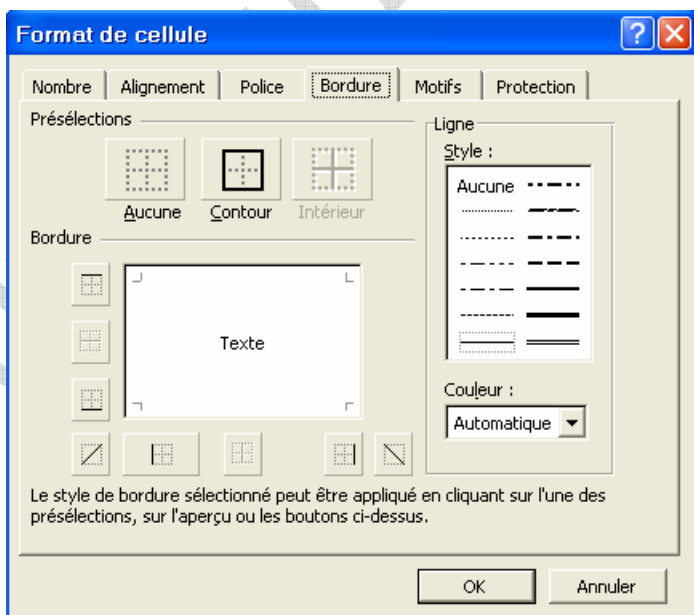 Format de cellule
Nombre Alignement Police Bordure Motifs Protection
Présélections
Aucune Contour Intérieur
Bordure
Texte
Ligne
Style :
Aucune
Couleur :
Automatique
Le style de bordure sélectionné peut être appliqué en cliquant sur l'une des
présélections, sur l'aperçu ou les boutons ci-dessus.
OK Annuler